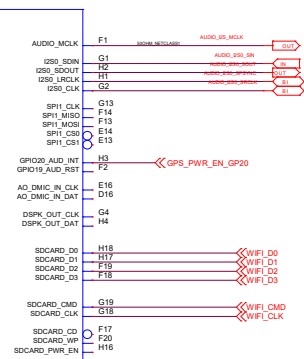 AUDIO_MCLK F1 50OHM_NETCLASS1 AUDIO_I2S_MCLK OUT
I2S0_SDIN G1 AUDIO_I2S0_SIN IN
I2S0_SDOUT H2 OUT
I2S0_LRCLK H1 BI
I2S0_CLK G2 BI
SPI1_CLK G13
SPI1_MISO F14
SPI1_MOSI F13
SPI1_CS0 E14
SPI1_CS1 E13
GPIO20_AUD_INT H3 GPS_PWR_EN_GP20
GPIO19_AUD_RST F2
AO_DMIC_IN_CLK E16
AO_DMIC_IN_DAT D16
DSPK_OUT_CLK G4
DSPK_OUT_DAT H4
SDCARD_D0 H18 WIFI_D0
SDCARD_D1 H17 WIFI_D1
SDCARD_D2 F19 WIFI_D2
SDCARD_D3 F18 WIFI_D3
SDCARD_CMD G19 WIFI_CMD
SDCARD_CLK G18 WIFI_CLK
SDCARD_CD F17
SDCARD_WP F20
SDCARD_PWR_EN H16